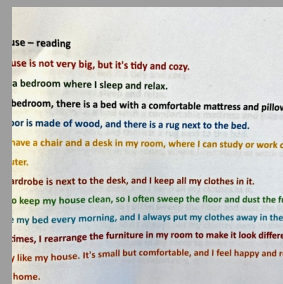 use – reading
use is not very big, but it's tidy and cozy.
a bedroom where I sleep and relax.
bedroom, there is a bed with a comfortable mattress and pillow
oor is made of wood, and there is a rug next to the bed.
have a chair and a desk in my room, where I can study or work o
uter.
ardrobe is next to the desk, and I keep all my clothes in it.
o keep my house clean, so I often sweep the floor and dust the fu
my bed every morning, and I always put my clothes away in the
times, I rearrange the furniture in my room to make it look differe
y like my house. It's small but comfortable, and I feel happy and r
home.